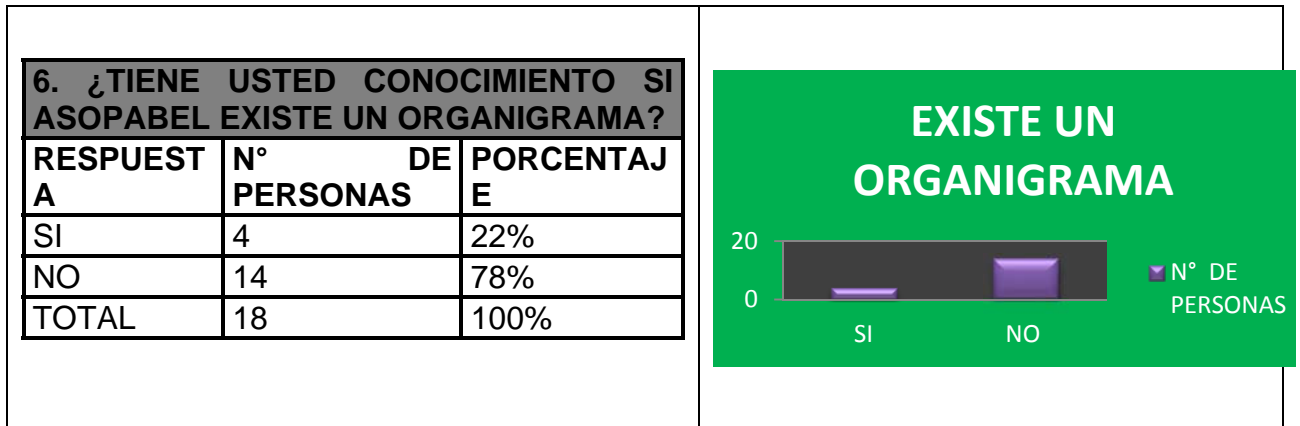 6. ¿TIENE USTED CONOCIMIENTO SI
ASOPABEL EXISTE UN ORGANIGRAMA?
RESPUEST N° DE PORCENTAJ
A PERSONAS E
SI 4 22%
NO 14 78%
TOTAL 18 100%
EXISTE UN
ORGANIGRAMA
20
0
SI NO
N° DE
PERSONAS